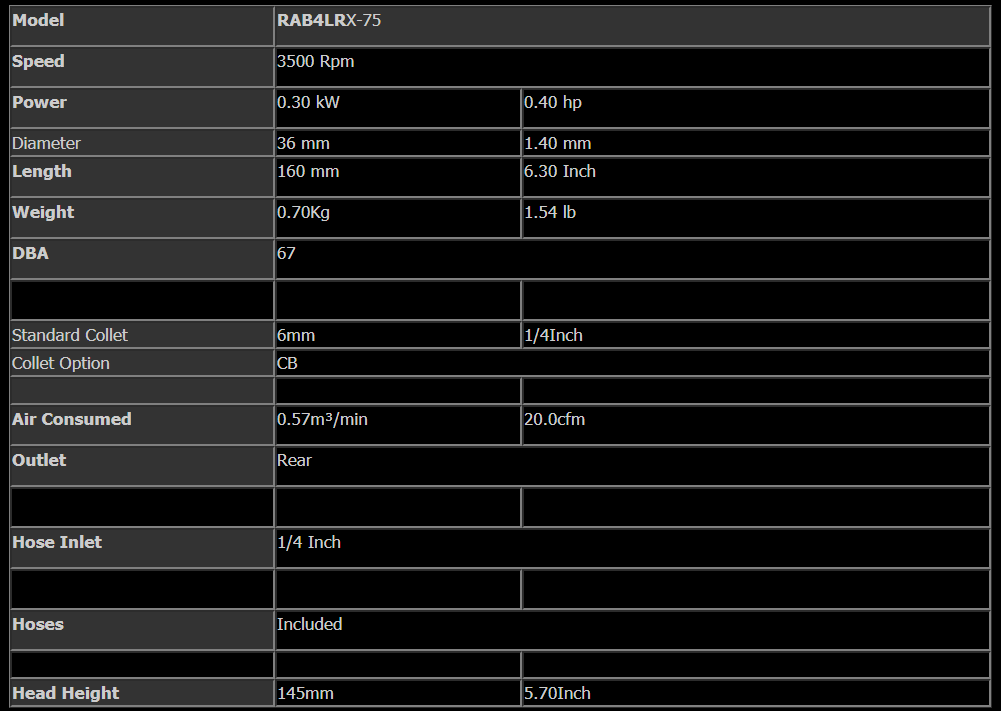 Model RAB4LRX-75
Speed 3500 Rpm
Power 0.30 kW 0.40 hp
Diameter 36 mm 1.40 mm
Length 160 mm 6.30 Inch
Weight 0.70Kg 1.54 lb
DBA 67
Standard Collet 6mm 1/4Inch
Collet Option CB
Air Consumed 0.57m³/min 20.0cfm
Outlet Rear
Hose Inlet 1/4 Inch
Hoses Included
Head Height 145mm 5.70Inch